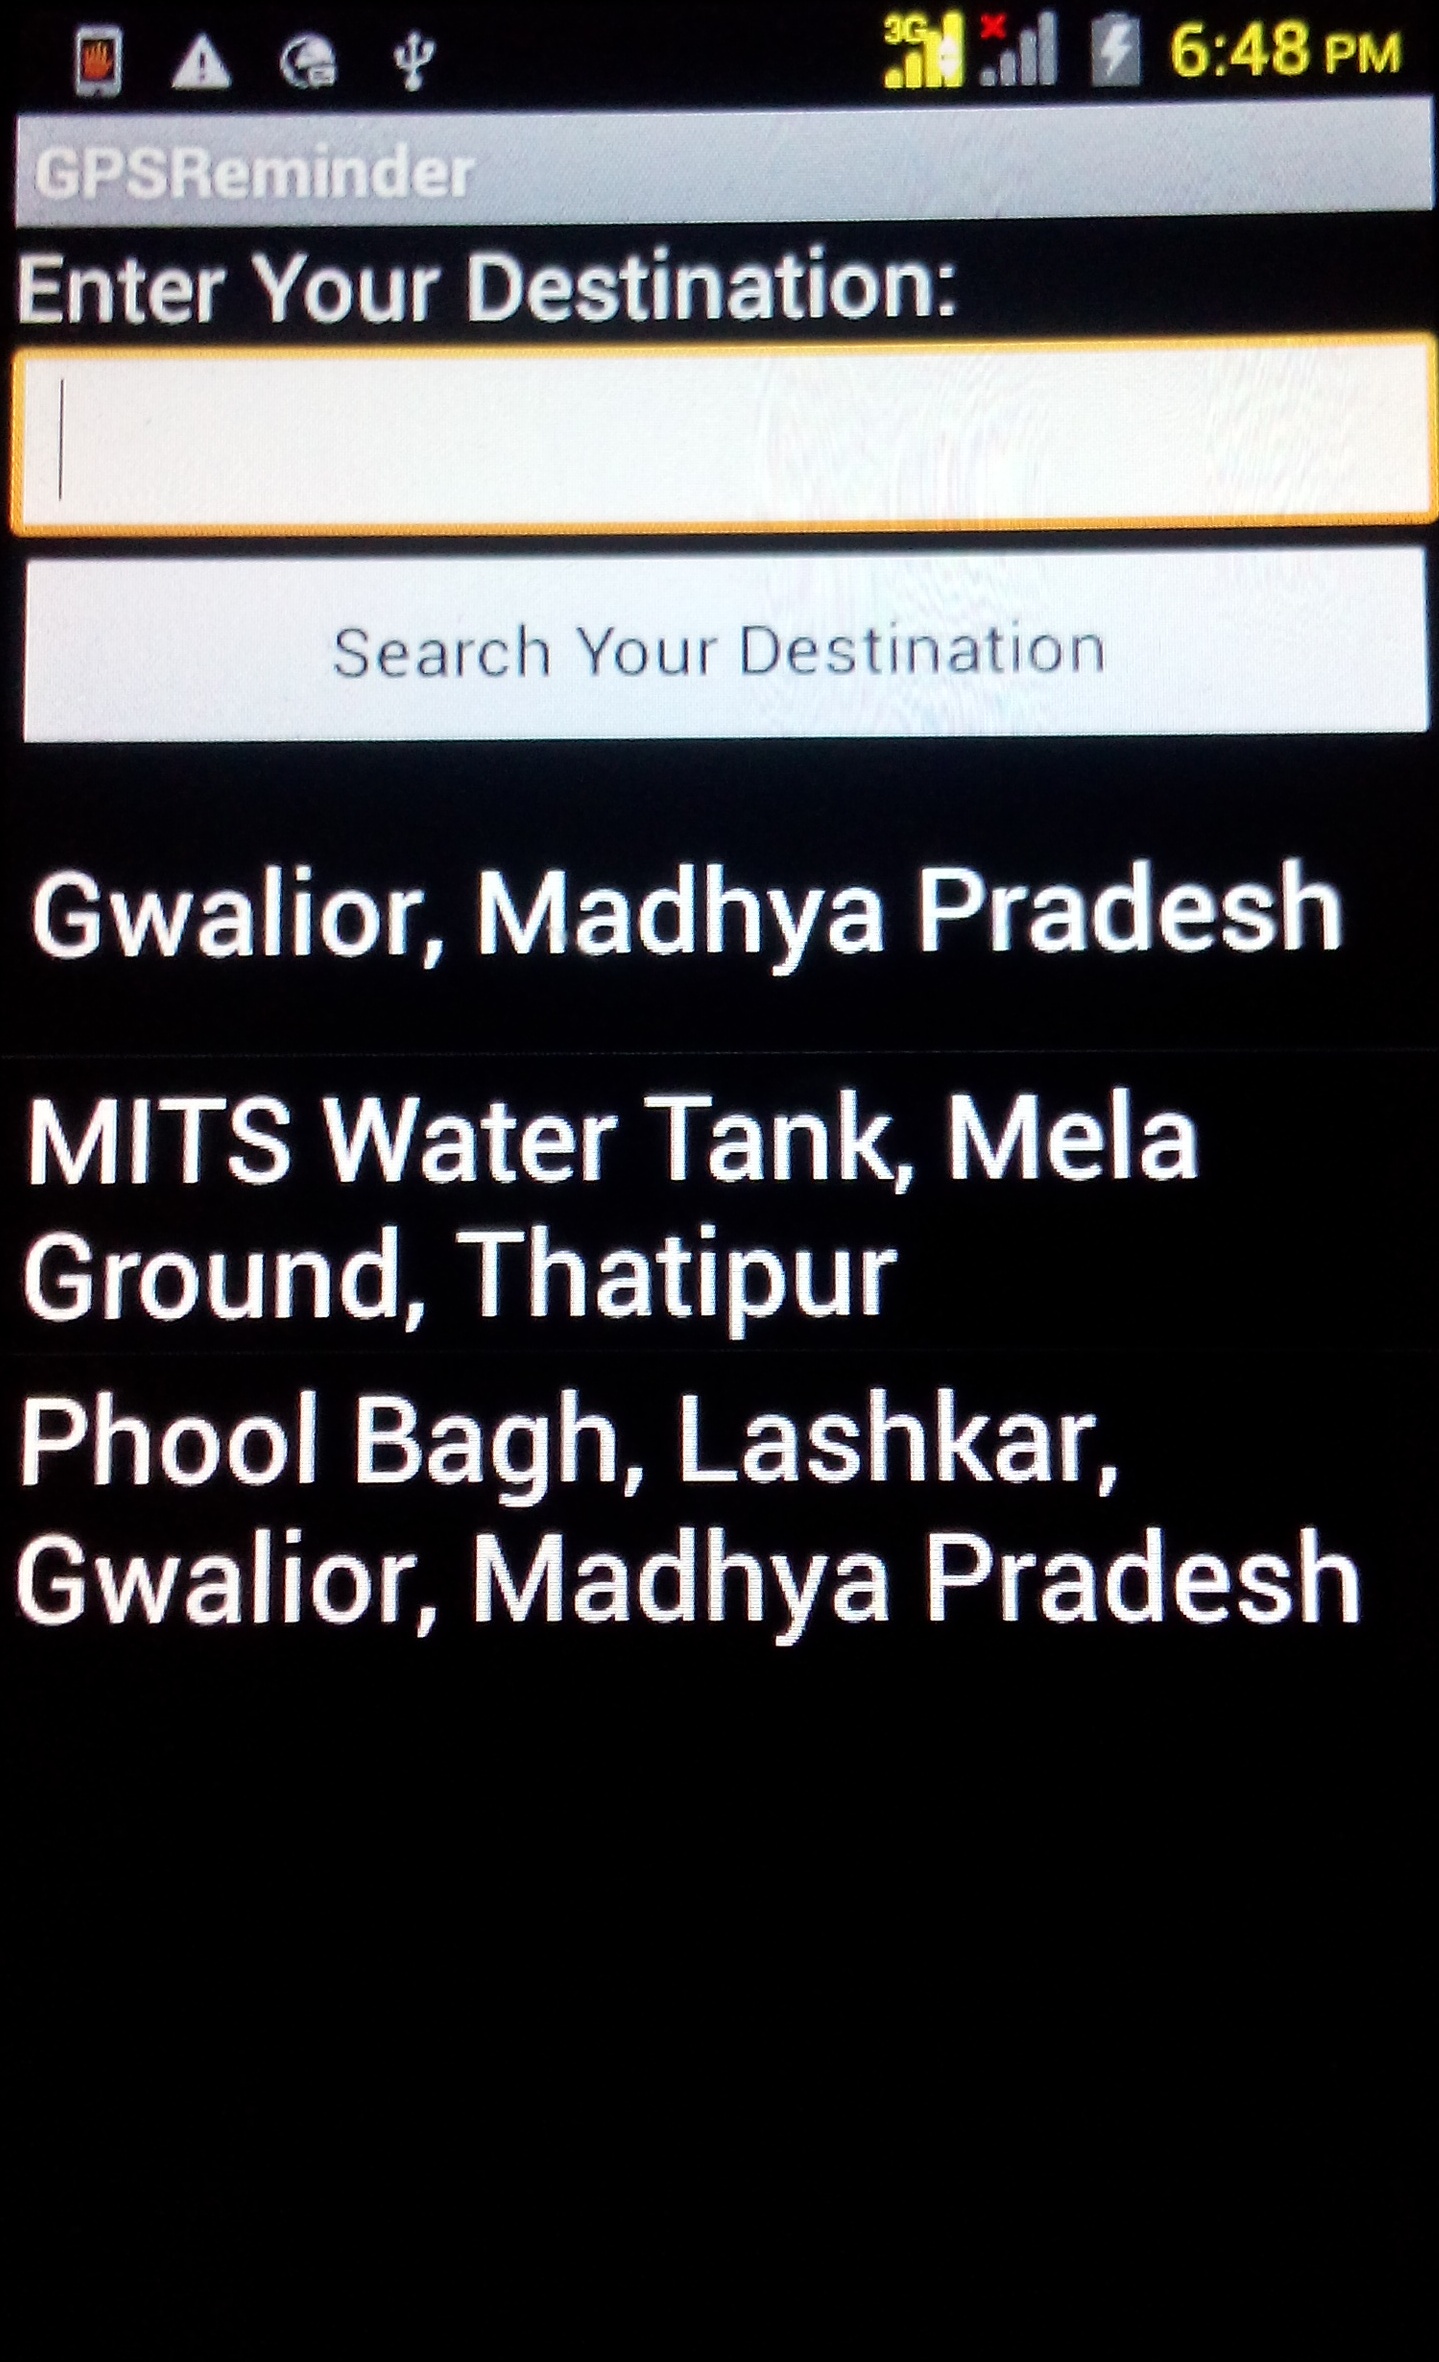 3G 6:48 PM
GPSReminder
Enter Your Destination:
Search Your Destination
Gwalior, Madhya Pradesh
MITS Water Tank, Mela
Ground, Thatipur
Phool Bagh, Lashkar,
Gwalior, Madhya Pradesh